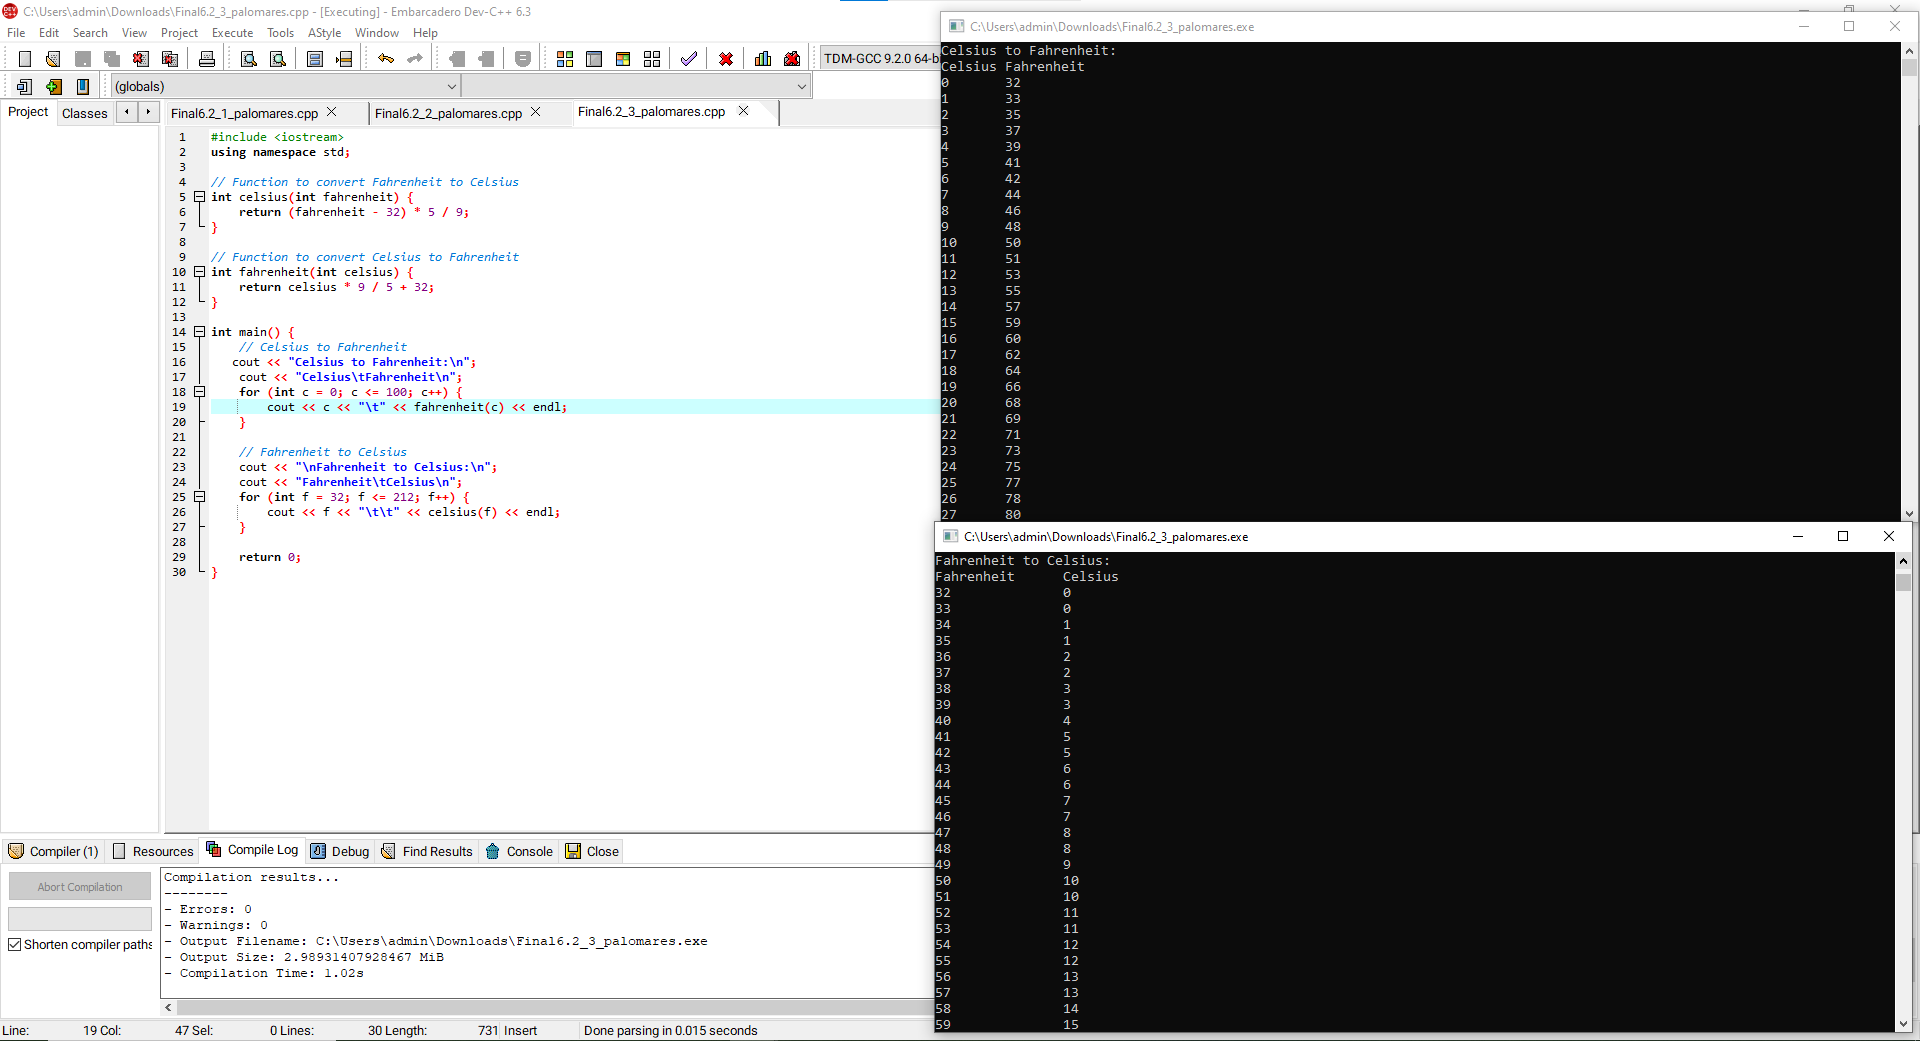 C:\Users\admin\Downloads\Final6.2_3_palomares.cpp - [Executing] - Embarcadero Dev-C++ 6.3
File Edit Search View Project Execute Tools AStyle Window Help
TDM-GCC 9.2.0 64-b
(globals)
Project Classes
Final6.2_1_palomares.cpp Final6.2_2_palomares.cpp Final6.2_3_palomares.cpp
1 #include <iostream>
2 using namespace std;
3
4 // Function to convert Fahrenheit to Celsius
5 int celsius(int fahrenheit) {
6 return (fahrenheit - 32) * 5 / 9;
7 }
8
9 // Function to convert Celsius to Fahrenheit
10 int fahrenheit(int celsius) {
11 return celsius * 9 / 5 + 32;
12 }
13
14 int main() {
15 // Celsius to Fahrenheit
16 cout << "Celsius to Fahrenheit:\n";
17 cout << "Celsius\tFahrenheit\n";
18 for (int c = 0; c <= 100; c++) {
19 cout << c << "\t" << fahrenheit(c) << endl;
20 }
21
22 // Fahrenheit to Celsius
23 cout << "\nFahrenheit to Celsius:\n";
24 cout << "Fahrenheit\tCelsius\n";
25 for (int f = 32; f <= 212; f++) {
26 cout << f << "\t\t" << celsius(f) << endl;
27 }
28
29 return 0;
30 }
Compiler (1) Resources Compile Log Debug Find Results Console Close
Abort Compilation
Shorten compiler paths
Compilation results...
--------
- Errors: 0
- Warnings: 0
- Output Filename: C:\Users\admin\Downloads\Final6.2_3_palomares.exe
- Output Size: 2.98931407928467 MiB
- Compilation Time: 1.02s
Line: 19 Col: 47 Sel: 0 Lines: 30 Length: 731 Insert Done parsing in 0.015 seconds
C:\Users\admin\Downloads\Final6.2_3_palomares.exe
Celsius to Fahrenheit:
Celsius Fahrenheit
0 32
1 33
2 35
3 37
4 39
5 41
6 42
7 44
8 46
9 48
10 50
11 51
12 53
13 55
14 57
15 59
16 60
17 62
18 64
19 66
20 68
21 69
22 71
23 73
24 75
25 77
26 78
27 80
C:\Users\admin\Downloads\Final6.2_3_palomares.exe
Fahrenheit to Celsius:
Fahrenheit Celsius
32 0
33 0
34 1
35 1
36 2
37 2
38 3
39 3
40 4
41 5
42 5
43 6
44 6
45 7
46 7
47 8
48 8
49 9
50 10
51 10
52 11
53 11
54 12
55 12
56 13
57 13
58 14
59 15